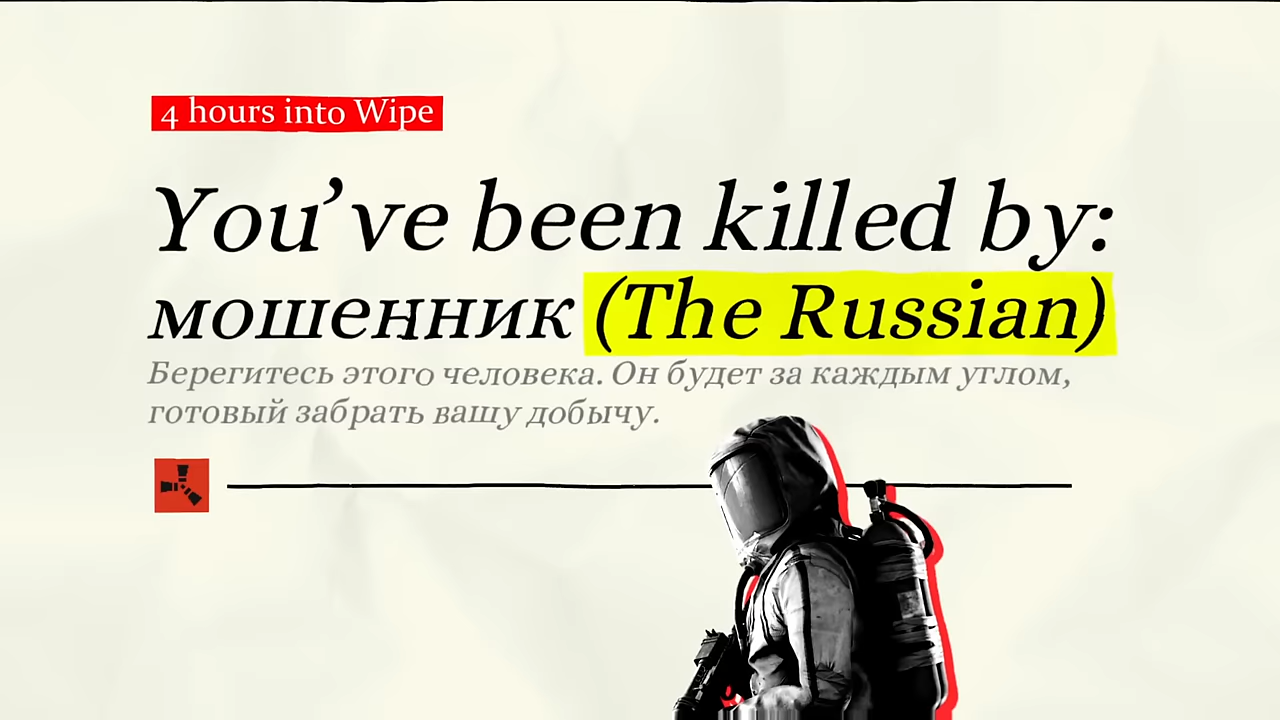 4 hours into Wipe
You’ve been killed by:
мошенник (The Russian)
Берегитесь этого человека. Он будет за каждым углом,
готовый забрать вашу добычу.